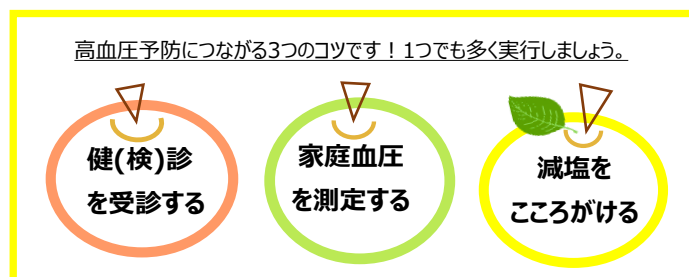 高血圧予防につながる3つのコツです！1つでも多く実行しましょう。
健(検)診
を受診する
家庭血圧
を測定する
減塩を
こころがける